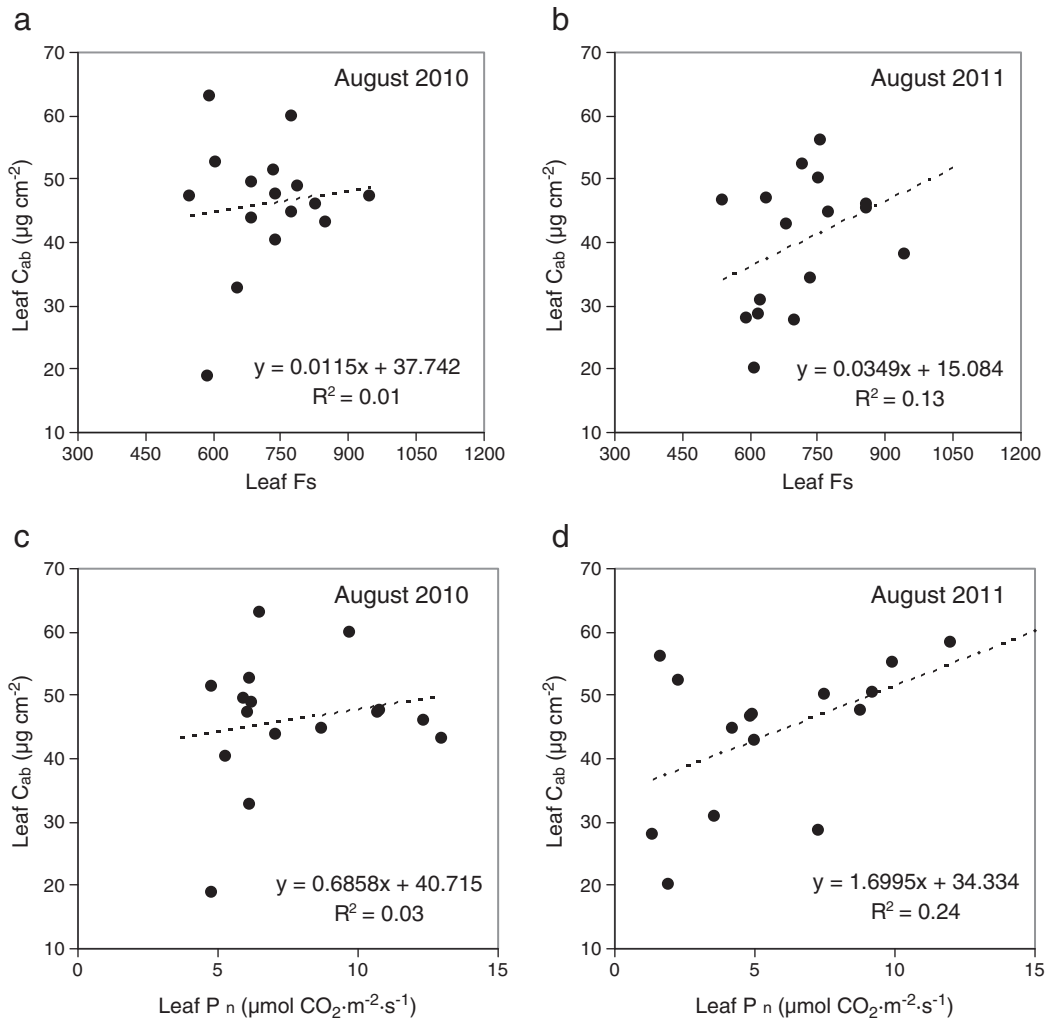 a
70
60
50
40
30
20
10
Leaf Cab (µg cm-2)
August 2010
y = 0.0115x + 37.742
R2 = 0.01
300 450 600 750 900 1050 1200
Leaf Fs
b
70
60
50
40
30
20
10
Leaf Cab (µg cm-2)
August 2011
y = 0.0349x + 15.084
R2 = 0.13
300 450 600 750 900 1050 1200
Leaf Fs
c
70
60
50
40
30
20
10
Leaf Cab (µg cm-2)
August 2010
y = 0.6858x + 40.715
R2 = 0.03
0 5 10 15
Leaf P n (µmol CO2·m-2·s-1)
d
70
60
50
40
30
20
10
Leaf Cab (µg cm-2)
August 2011
y = 1.6995x + 34.334
R2 = 0.24
0 5 10 15
Leaf P n (µmol CO2·m-2·s-1)